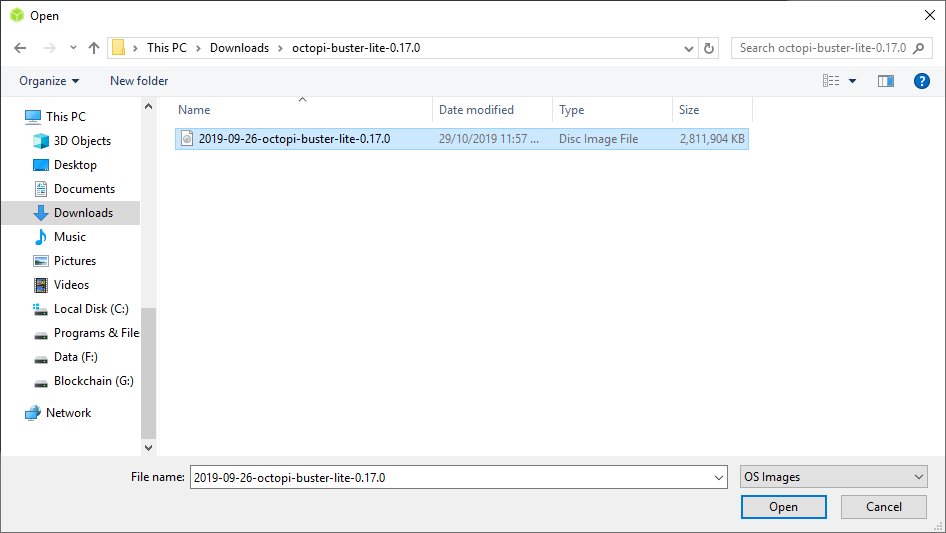 Open
This PC > Downloads > octopi-buster-lite-0.17.0
Search octopi-buster-lite-0.17.0
Organize
New folder
?
Name
Date modified
Type
Size
2019-09-26-octopi-buster-lite-0.17.0
29/10/2019 11:57 ...
Disc Image File
2,811,904 KB
This PC
3D Objects
Desktop
Documents
Downloads
Music
Pictures
Videos
Local Disk (C:)
Programs & File
Data (F:)
Blockchain (G:)
Network
File name:
2019-09-26-octopi-buster-lite-0.17.0
OS Images
Open
Cancel